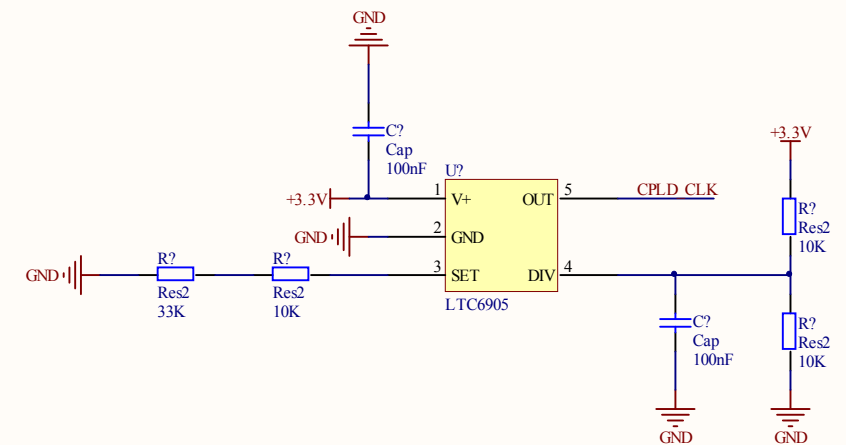 GND
C?
Cap
100nF
+3.3V
U?
+3.3V
1
V+
OUT
5
CPLD_CLK
R?
Res2
10K
GND
2
GND
GND
R?
Res2
33K
R?
Res2
10K
3
SET
DIV
4
LTC6905
C?
Cap
100nF
R?
Res2
10K
GND
GND